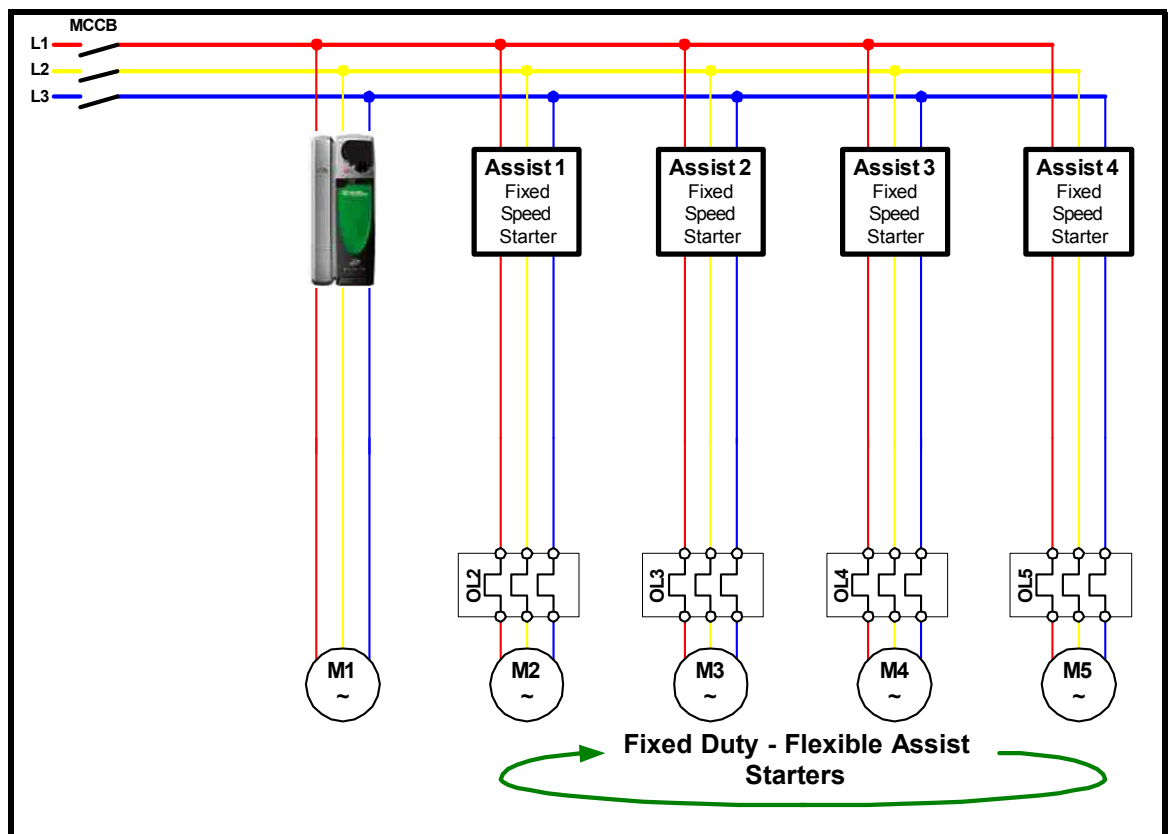 MCCB
L1
L2
L3
Assist 1
Fixed
Speed
Starter
Assist 2
Fixed
Speed
Starter
Assist 3
Fixed
Speed
Starter
Assist 4
Fixed
Speed
Starter
OL2
OL3
OL4
OL5
M1
~
M2
~
M3
~
M4
~
M5
~
Fixed Duty - Flexible Assist
Starters